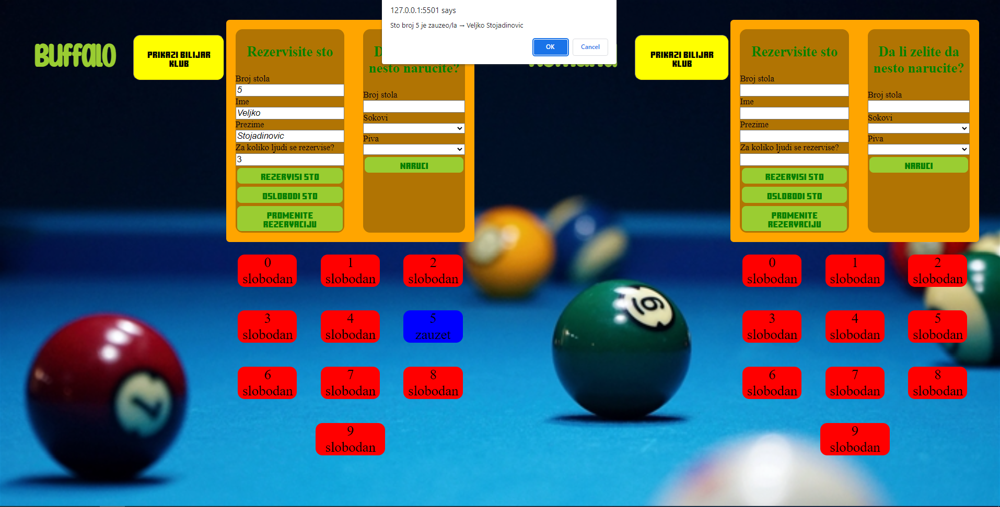 127.0.0.1:5501 says
Sto broj 5 je zauzeo/la → Veljko Stojadinovic
OK
Cancel
Buffalo
PRIKAZI BILIJAR
KLUB
Rezervisite sto
Broj stola
5
Ime
Veljko
Prezime
Stojadinovic
Za koliko ljudi se rezervise?
3
REZERVISI STO
OSLOBODI STO
PROMENITE
REZERVACIJU
D
nesto narucite?
Broj stola
Sokovi
Piva
NARUCI
0
slobodan
1
slobodan
2
slobodan
3
slobodan
4
slobodan
5
zauzet
6
slobodan
7
slobodan
8
slobodan
9
slobodan
PRIKAZI BILIJAR
KLUB
Rezervisite sto
Broj stola
Ime
Prezime
Za koliko ljudi se rezervise?
REZERVISI STO
OSLOBODI STO
PROMENITE
REZERVACIJU
Da li zelite da
nesto narucite?
Broj stola
Sokovi
Piva
NARUCI
0
slobodan
1
slobodan
2
slobodan
3
slobodan
4
slobodan
5
slobodan
6
slobodan
7
slobodan
8
slobodan
9
slobodan
7
6